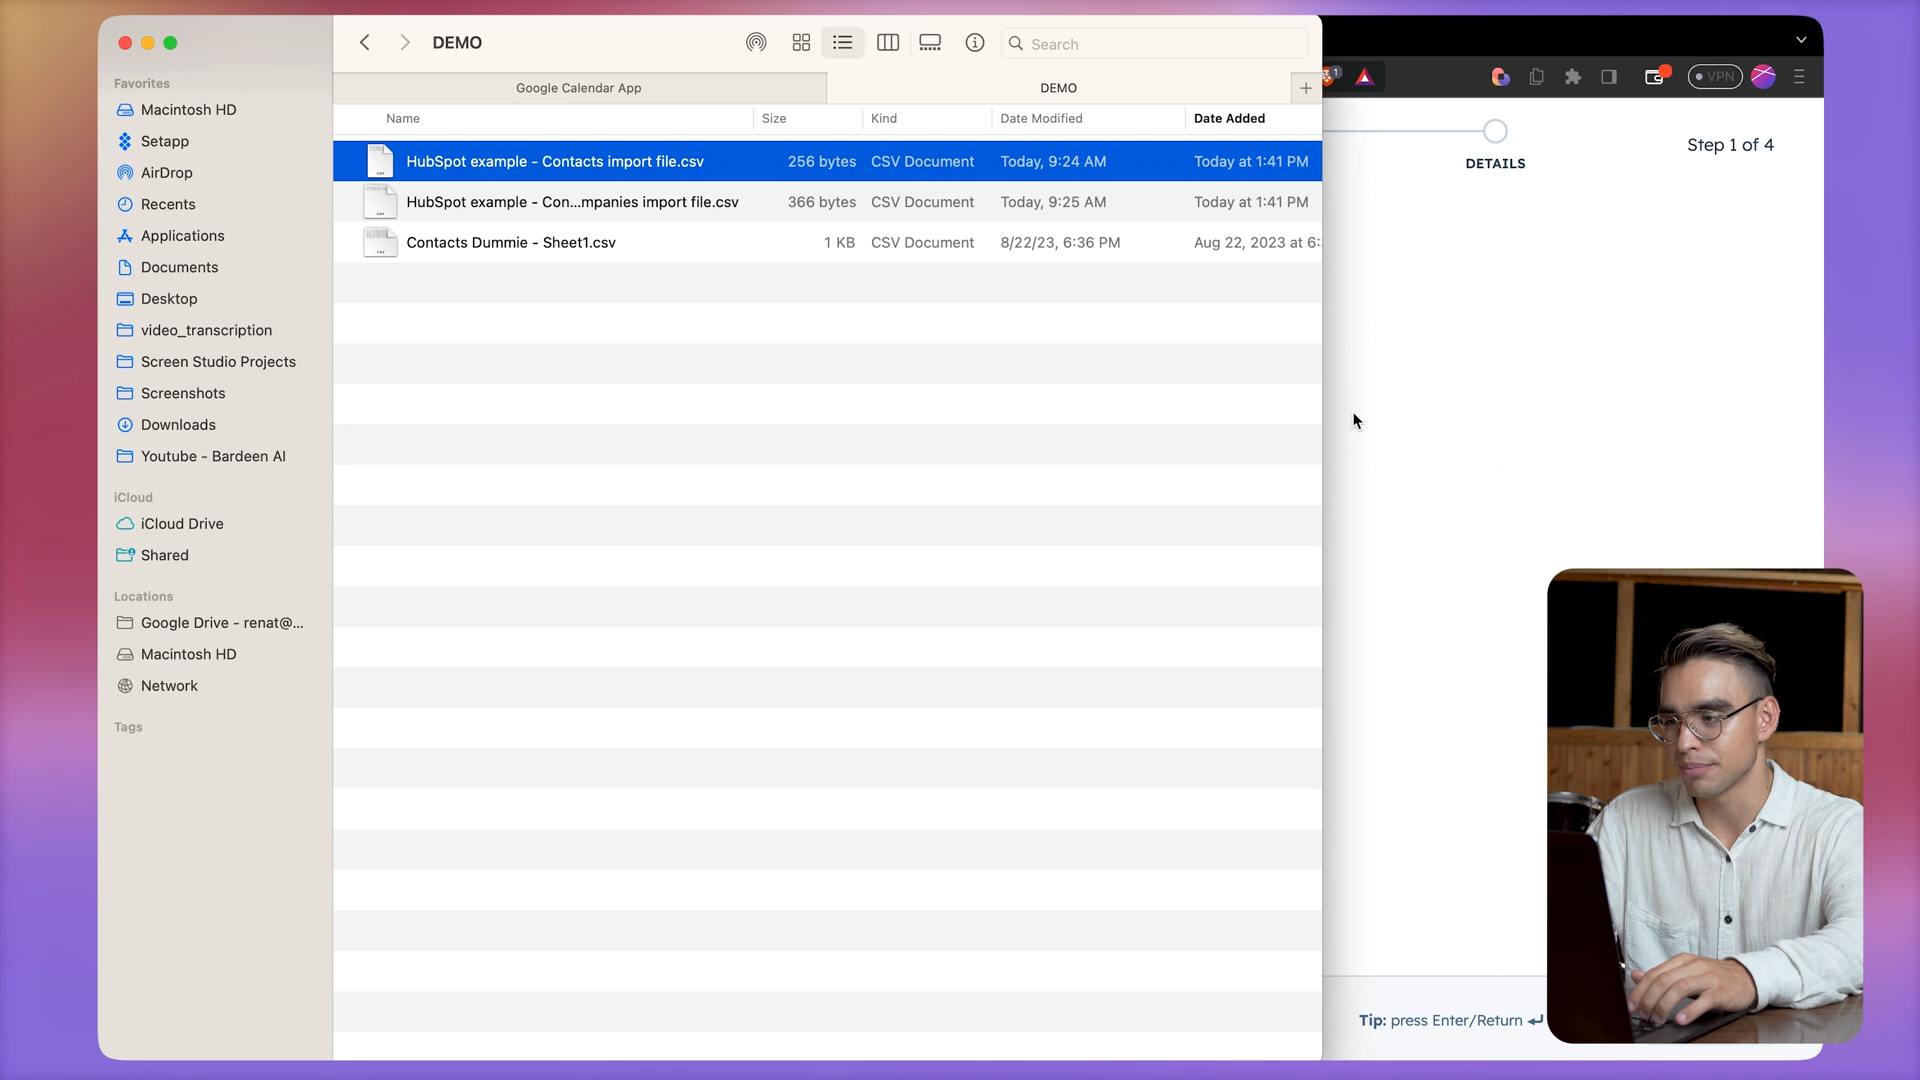 DEMO
Search
1
VPN
Favorites
Macintosh HD
Setapp
AirDrop
Recents
Applications
Documents
Desktop
video_transcription
Screen Studio Projects
Screenshots
Downloads
Youtube - Bardeen AI
iCloud
iCloud Drive
Shared
Locations
Google Drive - renat@...
Macintosh HD
Network
Tags
Google Calendar App
DEMO
Name Size Kind Date Modified Date Added
HubSpot example - Contacts import file.csv 256 bytes CSV Document Today, 9:24 AM Today at 1:41 PM
HubSpot example - Con...mpanies import file.csv 366 bytes CSV Document Today, 9:25 AM Today at 1:41 PM
Contacts Dummie - Sheet1.csv 1 KB CSV Document 8/22/23, 6:36 PM Aug 22, 2023 at 6:
DETAILS
Step 1 of 4
Tip: press Enter/Return